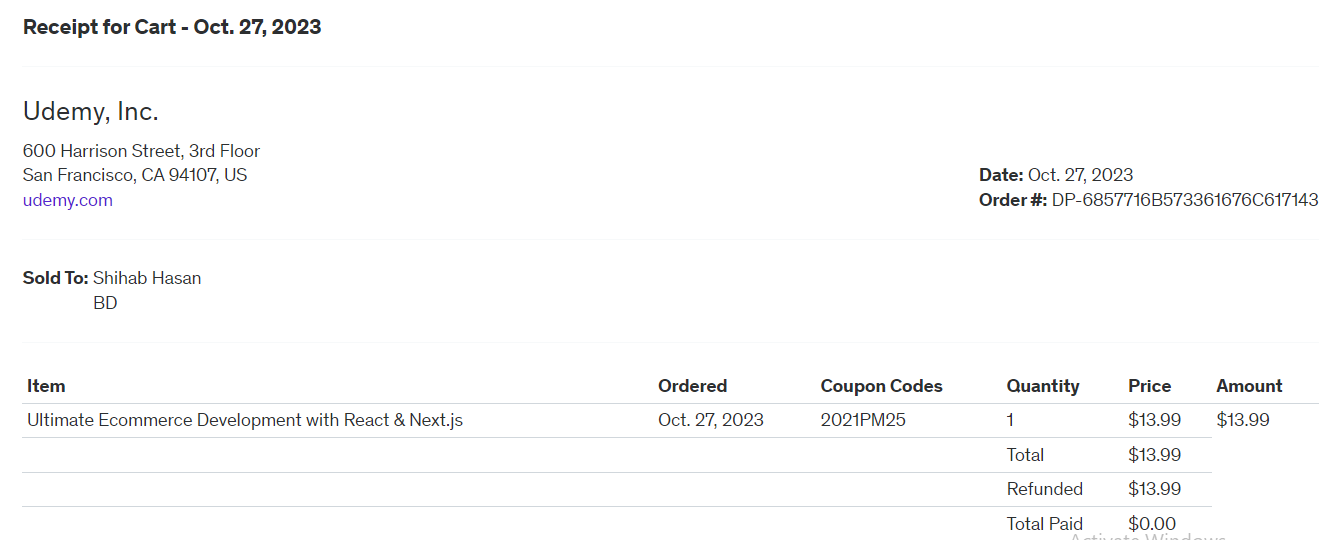 Receipt for Cart - Oct. 27, 2023
Udemy, Inc.
600 Harrison Street, 3rd Floor
San Francisco, CA 94107, US
udemy.com
Date: Oct. 27, 2023
Order #: DP-6857716B573361676C617143
Sold To: Shihab Hasan
BD
Item Ordered Coupon Codes Quantity Price Amount
Ultimate Ecommerce Development with React & Next.js Oct. 27, 2023 2021PM25 1 $13.99 $13.99
Total $13.99
Refunded $13.99
Total Paid $0.00
Activate Windows